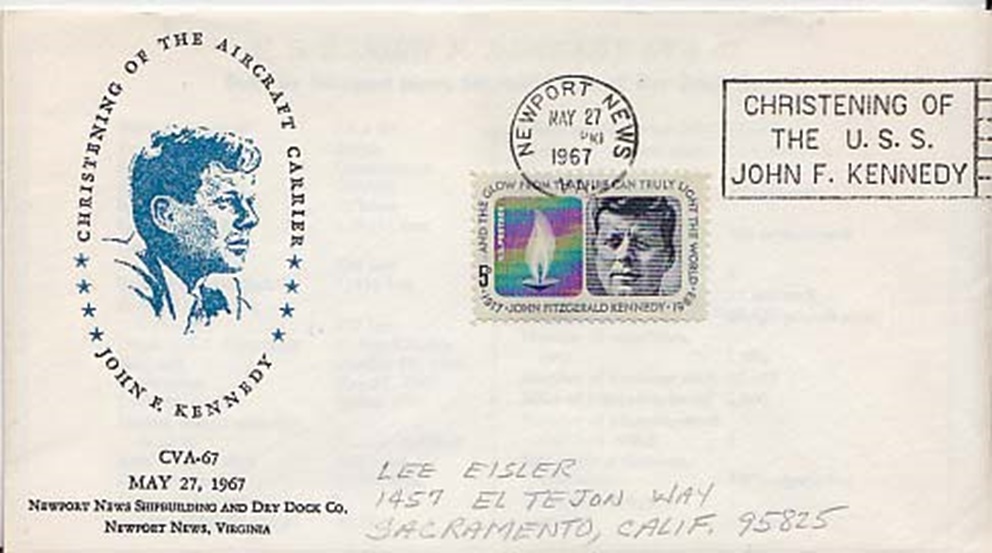 CHRISTENING OF THE AIRCRAFT CARRIER
JOHN F. KENNEDY
CVA-67
MAY 27, 1967
NEWPORT NEWS SHIPBUILDING AND DRY DOCK CO.
NEWPORT NEWS, VIRGINIA
NEWPORT NEWS
MAY 27
PM
1967
CHRISTENING OF
THE U.S.S.
JOHN F. KENNEDY
AND THE GLOW FROM THAT FIRE CAN TRULY LIGHT THE WORLD
5¢
1917 · JOHN FITZGERALD KENNEDY · 1963
LEE EISLER
1457 EL TEJON WAY
SACRAMENTO, CALIF. 95825